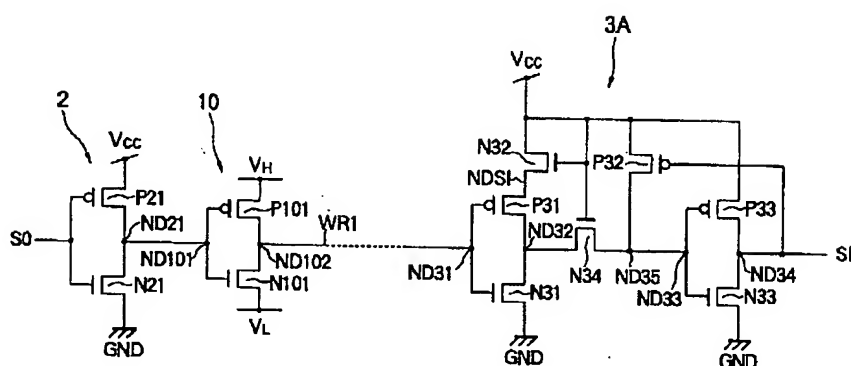 3A
2
10
VCC
VCC
VH
N32
P32
NDSI
P21
P101
P31
P33
S0
ND21
WR1
ND32
SI
ND101
ND102
ND31
N34
ND35
ND33
ND34
N21
N101
N31
N33
VL
GND
GND
GND